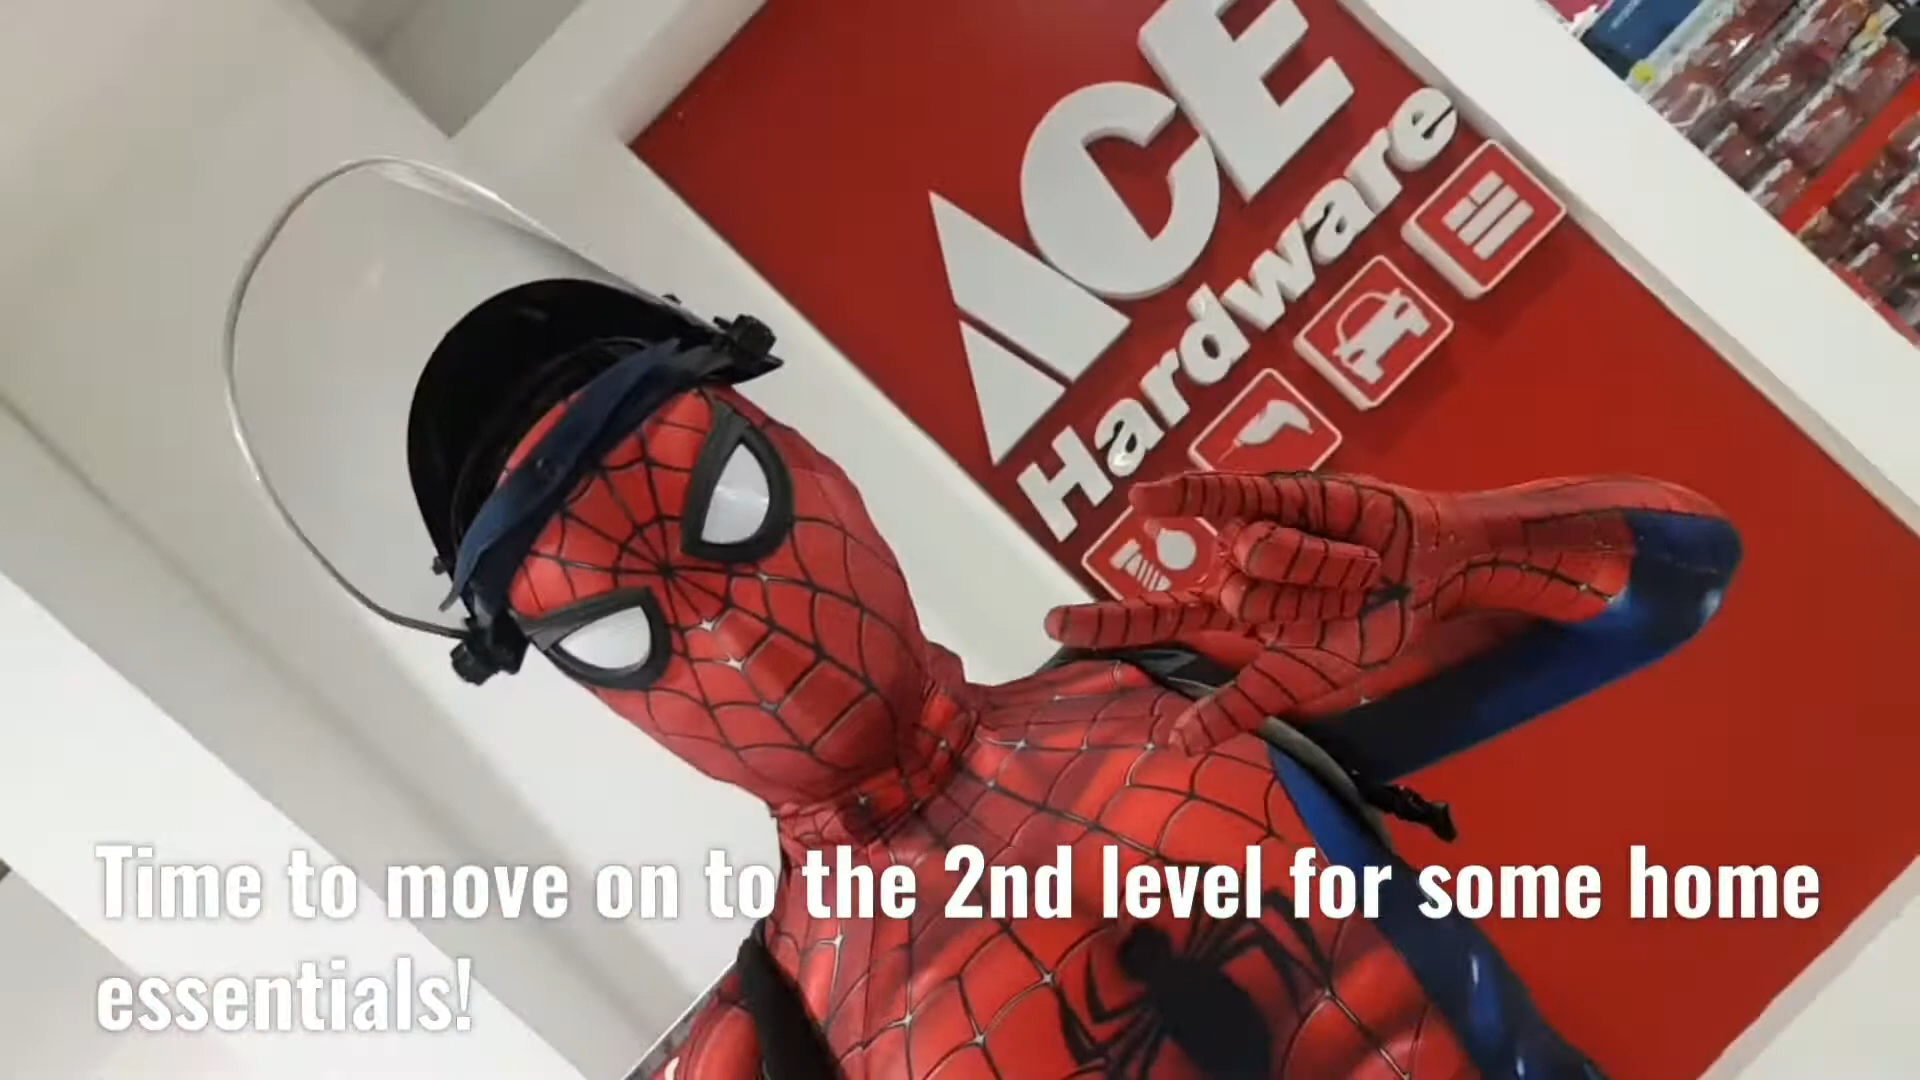 ACE
Hardware
Time to move on to the 2nd level for some home
essentials!